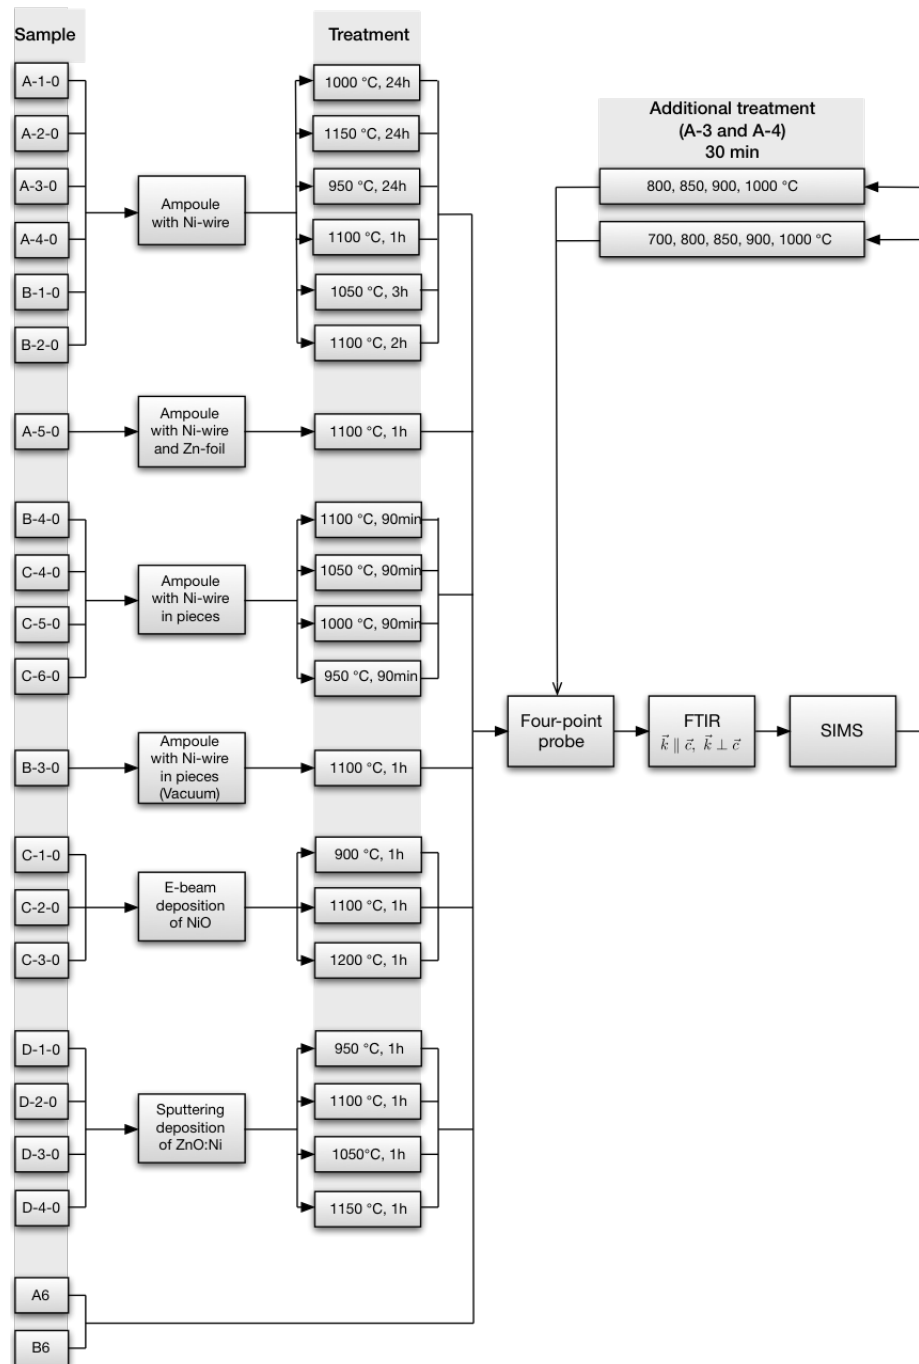 Sample
Treatment
A-1-0
A-2-0
A-3-0
A-4-0
B-1-0
B-2-0
Ampoule
with Ni-wire
1000 °C, 24h
1150 °C, 24h
950 °C, 24h
1100 °C, 1h
1050 °C, 3h
1100 °C, 2h
Additional treatment
(A-3 and A-4)
30 min
800, 850, 900, 1000 °C
700, 800, 850, 900, 1000 °C
A-5-0
Ampoule
with Ni-wire
and Zn-foil
1100 °C, 1h
B-4-0
C-4-0
C-5-0
C-6-0
Ampoule
with Ni-wire
in pieces
1100 °C, 90min
1050 °C, 90min
1000 °C, 90min
950 °C, 90min
B-3-0
Ampoule
with Ni-wire
in pieces
(Vacuum)
1100 °C, 1h
Four-point
probe
FTIR
$\vec{k} \parallel \vec{c},\ \vec{k} \perp \vec{c}$
SIMS
C-1-0
C-2-0
C-3-0
E-beam
deposition
of NiO
900 °C, 1h
1100 °C, 1h
1200 °C, 1h
D-1-0
D-2-0
D-3-0
D-4-0
Sputtering
deposition
of ZnO:Ni
950 °C, 1h
1100 °C, 1h
1050°C, 1h
1150 °C, 1h
A6
B6